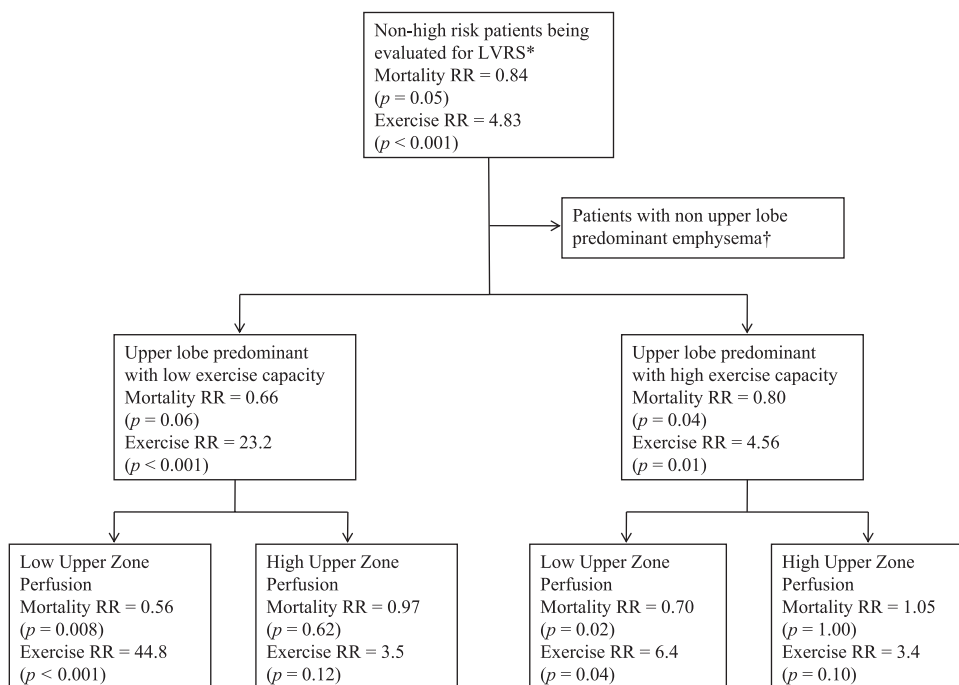 Non-high risk patients being
evaluated for LVRS*
Mortality RR = 0.84
(p = 0.05)
Exercise RR = 4.83
(p < 0.001)
Patients with non upper lobe
predominant emphysema†
Upper lobe predominant
with low exercise capacity
Mortality RR = 0.66
(p = 0.06)
Exercise RR = 23.2
(p < 0.001)
Upper lobe predominant
with high exercise capacity
Mortality RR = 0.80
(p = 0.04)
Exercise RR = 4.56
(p = 0.01)
Low Upper Zone
Perfusion
Mortality RR = 0.56
(p = 0.008)
Exercise RR = 44.8
(p < 0.001)
High Upper Zone
Perfusion
Mortality RR = 0.97
(p = 0.62)
Exercise RR = 3.5
(p = 0.12)
Low Upper Zone
Perfusion
Mortality RR = 0.70
(p = 0.02)
Exercise RR = 6.4
(p = 0.04)
High Upper Zone
Perfusion
Mortality RR = 1.05
(p = 1.00)
Exercise RR = 3.4
(p = 0.10)